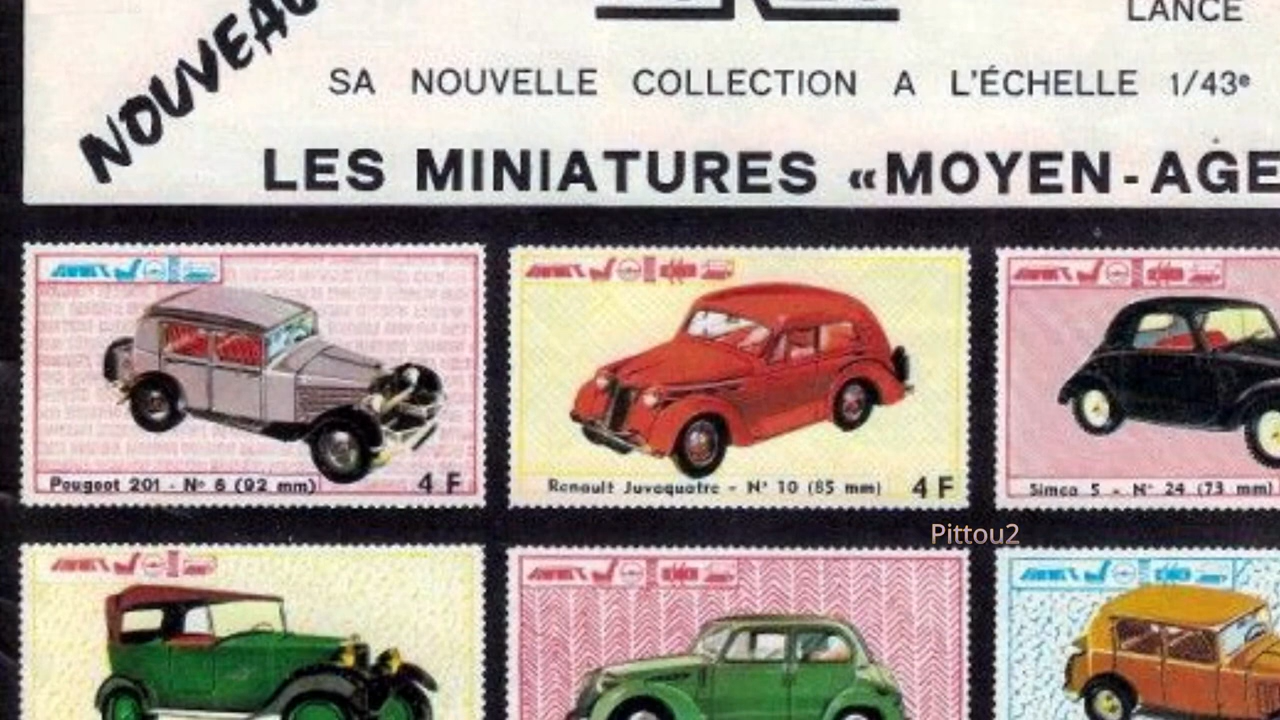 LANCE
NOUVEAU
SA NOUVELLE COLLECTION A L'ÉCHELLE 1/43e
LES MINIATURES «MOYEN-AGE
Peugeot 201 - No 6 (92 mm) 4 F
Renault Juvaquatre - N° 10 (85 mm) 4 F
Simca 5 - N° 24 (73 mm)
Pittou2